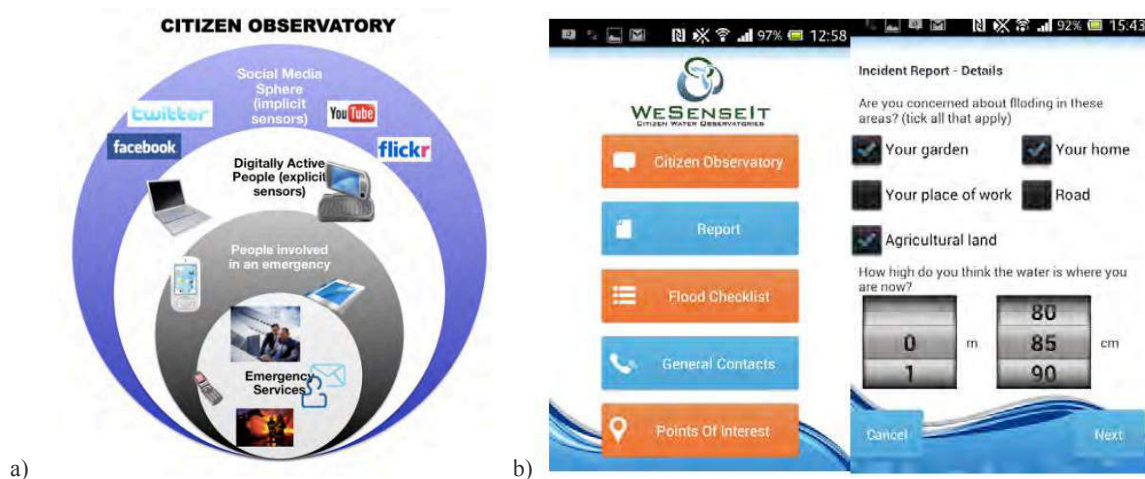 CITIZEN OBSERVATORY
Social Media
Sphere
(implicit
sensors)
twitter
YouTube
facebook
flickr
Digitally Active
People (explicit
sensors)
People involved
in an emergency
Emergency
Services
a)
97% 12:58
WESENSEIT
CITIZEN WATER OBSERVATORIES
Citizen Observatory
Report
Flood Checklist
General Contacts
Points Of Interest
b)
92% 15:43
Incident Report - Details
Are you concerned about flloding in these
areas? (tick all that apply)
Your garden
Your home
Your place of work
Road
Agricultural land
How high do you think the water is where you
are now?
80
0 m 85 cm
1 90
Cancel
Next